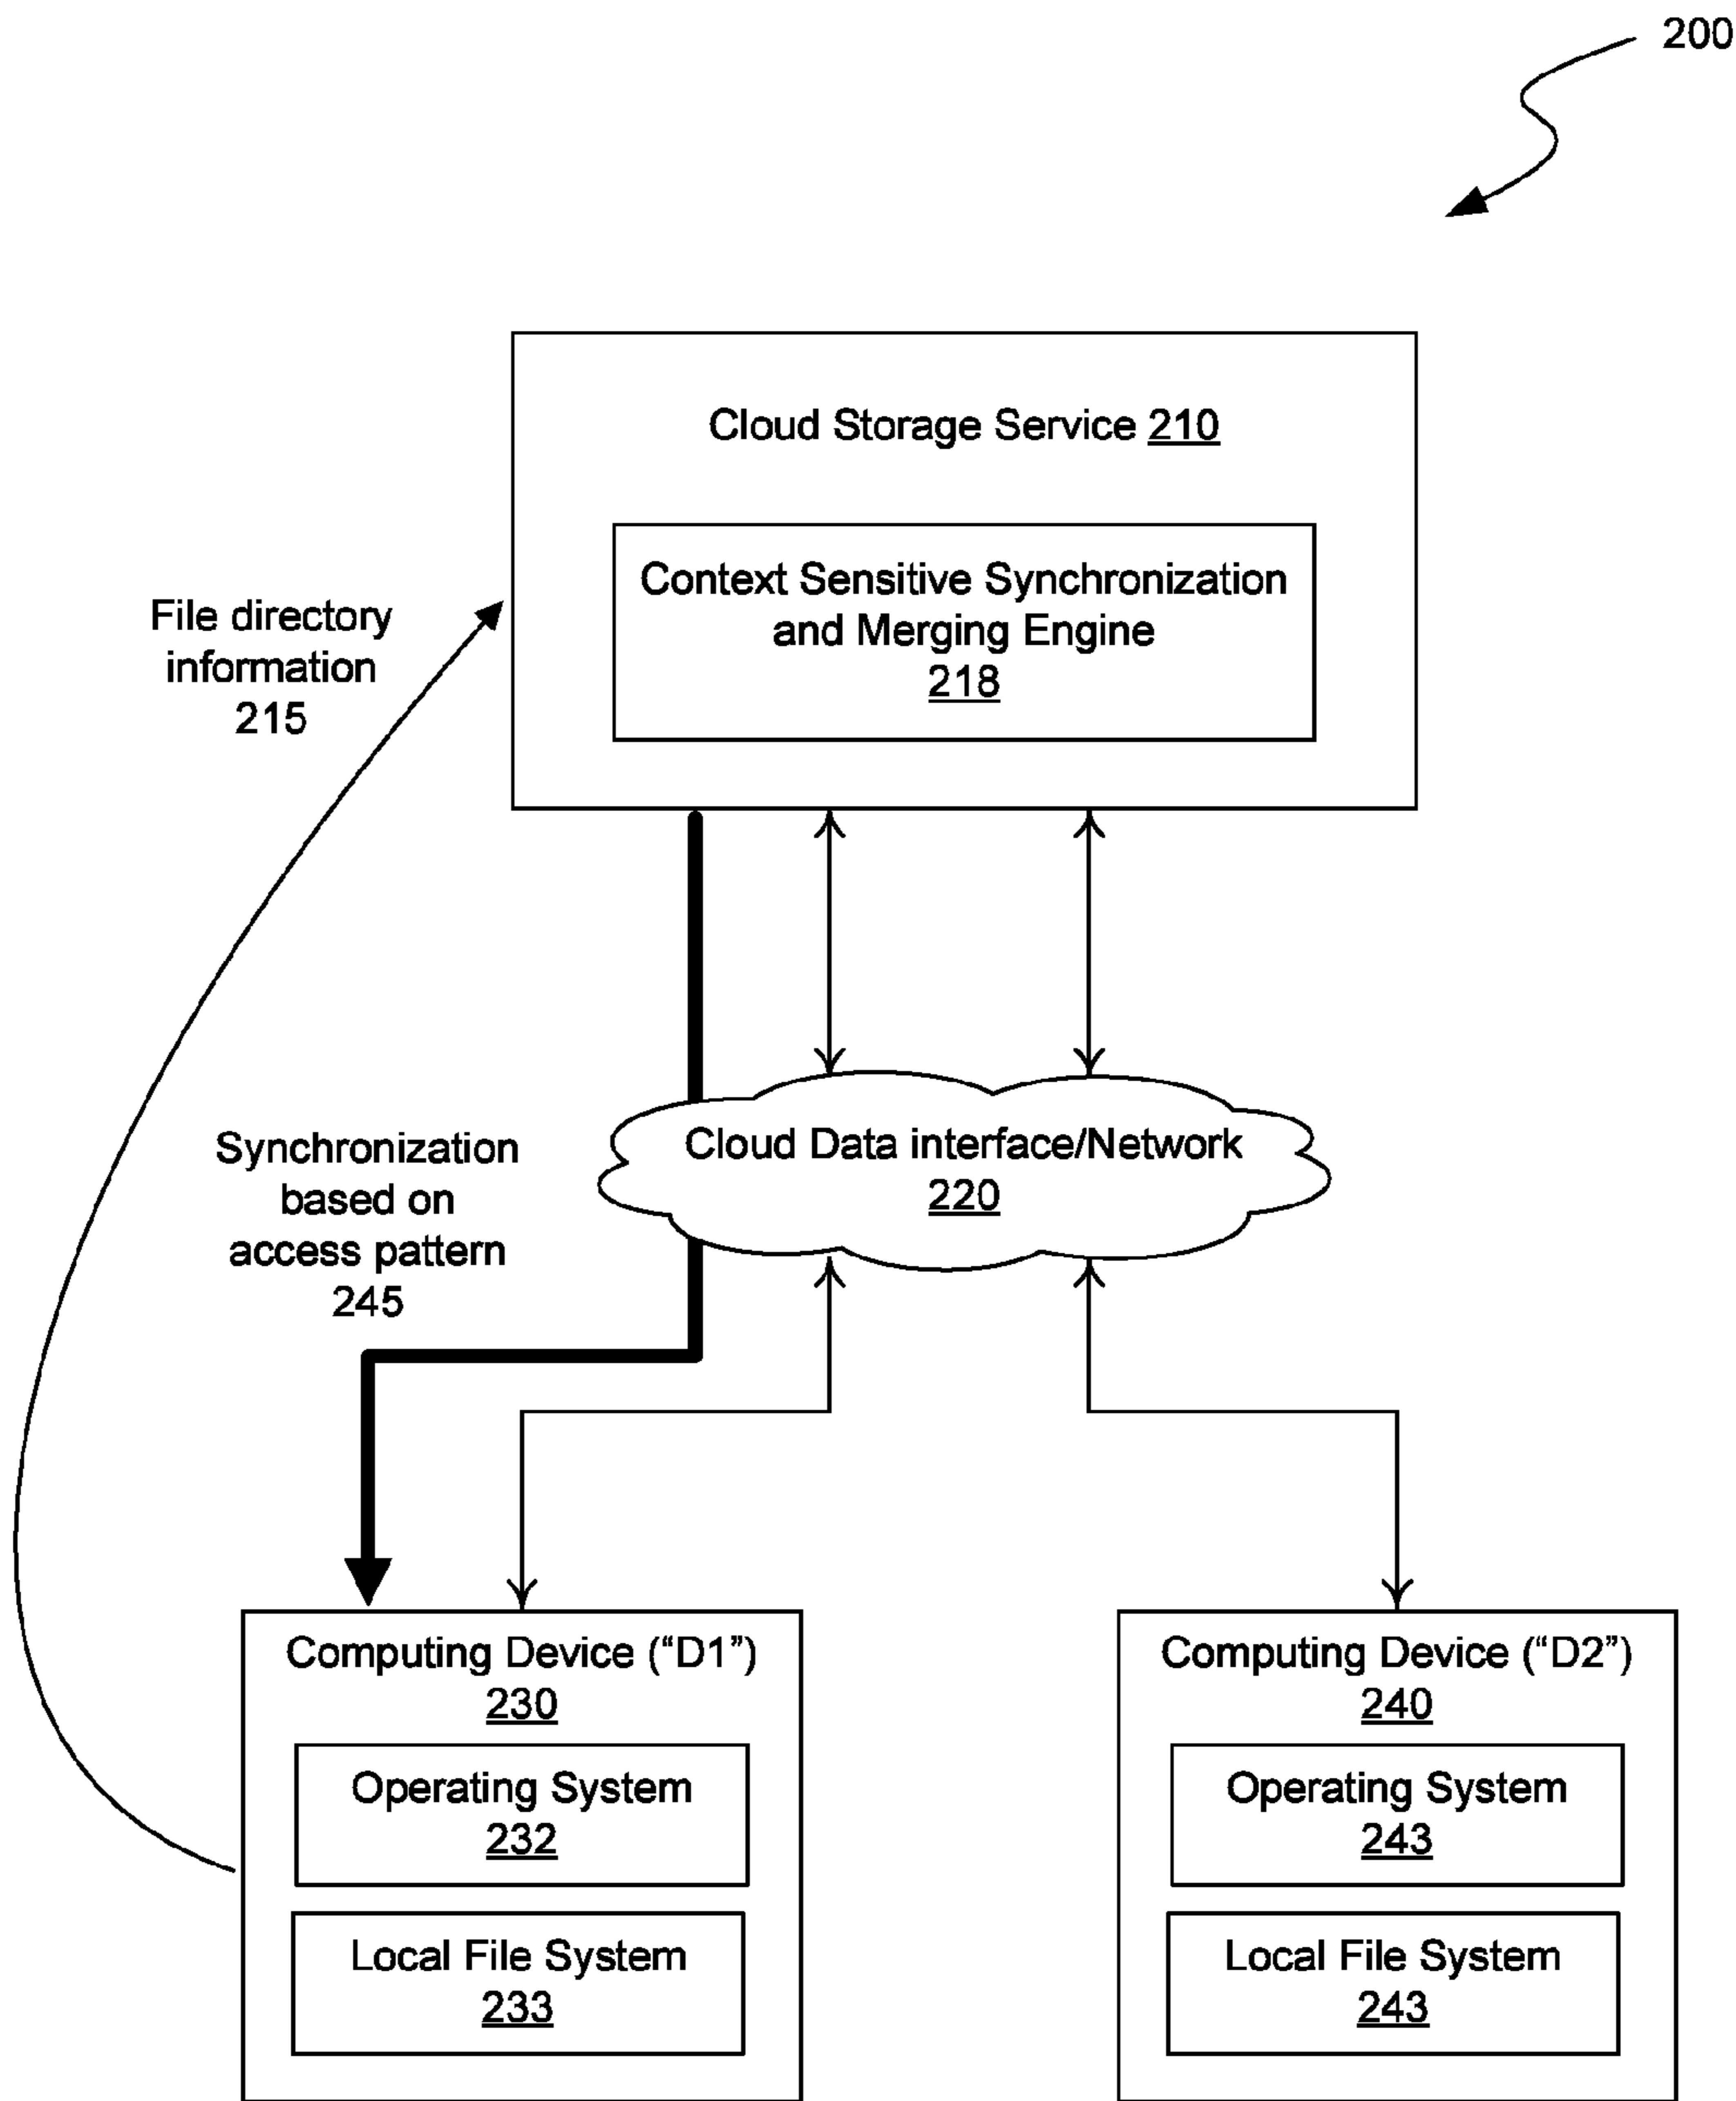 200
Cloud Storage Service 210
Context Sensitive Synchronization
and Merging Engine
218
File directory
information
215
Cloud Data interface/Network
220
Synchronization
based on
access pattern
245
Computing Device (“D1”)
230
Operating System
232
Local File System
233
Computing Device (“D2”)
240
Operating System
243
Local File System
243